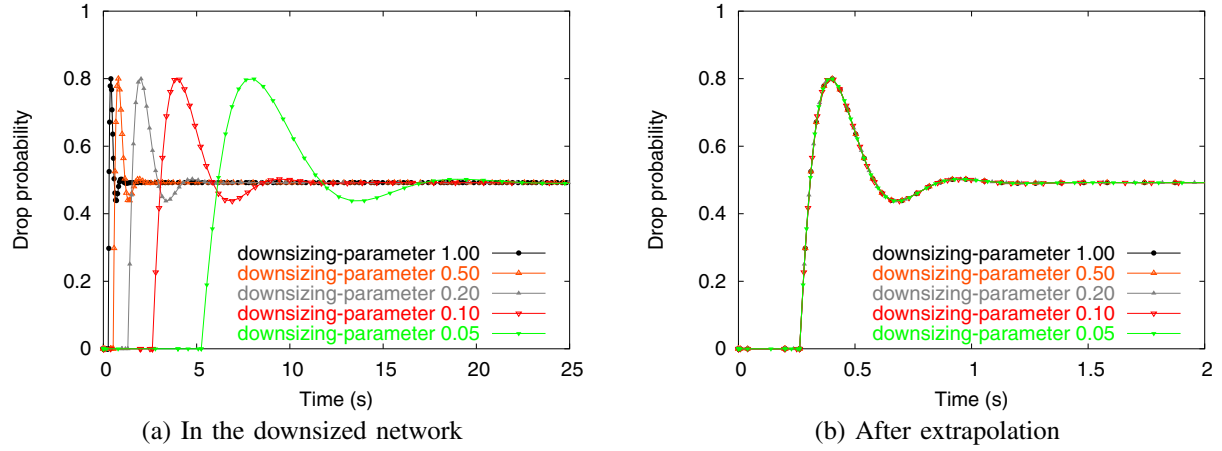 1
0.8
0.6
0.4
0.2
0
Drop probability
downsizing-parameter 1.00
downsizing-parameter 0.50
downsizing-parameter 0.20
downsizing-parameter 0.10
downsizing-parameter 0.05
0 5 10 15 20 25
Time (s)
(a) In the downsized network
1
0.8
0.6
0.4
0.2
0
Drop probability
downsizing-parameter 1.00
downsizing-parameter 0.50
downsizing-parameter 0.20
downsizing-parameter 0.10
downsizing-parameter 0.05
0 0.5 1 1.5 2
Time (s)
(b) After extrapolation